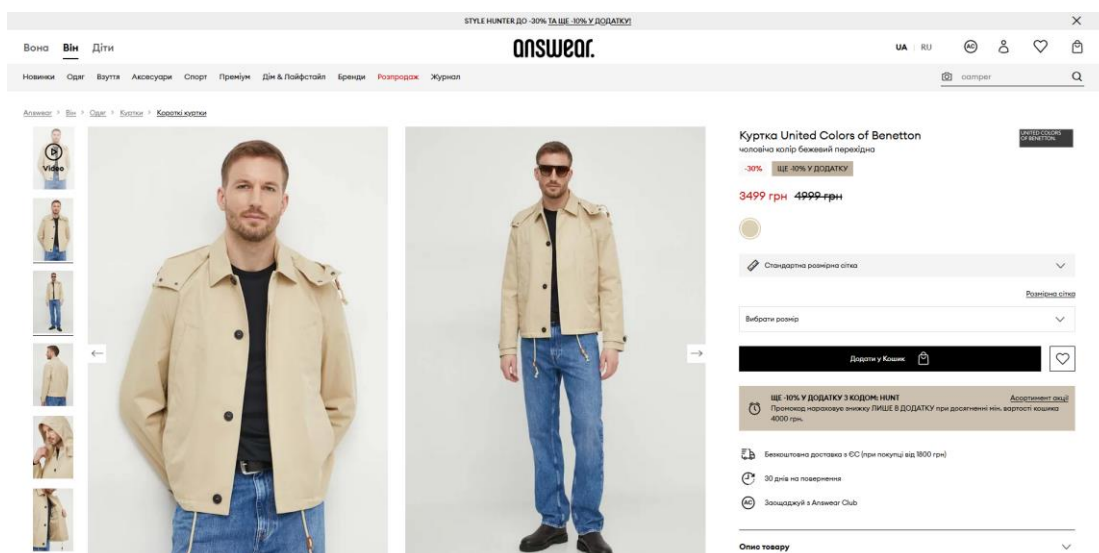 STYLE HUNTER ДО -30% ТА ЩЕ -10% У ДОДАТКУ!
Вона Він Діти
answear.
UA RU
AC
Новинки Одяг Взуття Аксесуари Спорт Преміум Дім & Лайфстайл Бренди Розпродаж Журнал
camper
Answear > Він > Одяг > Куртки > Короткі куртки
Video
Куртка United Colors of Benetton
UNITED COLORS
OF BENETTON.
чоловіча колір бежевий перехідна
-30% ЩЕ -10% У ДОДАТКУ
3499 грн 4999 грн
Стандартна розмірна сітка
Розмірна сітка
Вибрати розмір
Додати у Кошик
ЩЕ -10% У ДОДАТКУ З КОДОМ: HUNT Асортимент акції
Промокод нараховує знижку ЛИШЕ В ДОДАТКУ при досягненні мін. вартості кошика
4000 грн.
Безкоштовна доставка з ЄС (при покупці від 1800 грн)
30 днів на повернення
AC Заощаджуй з Answear Club
Опис товару